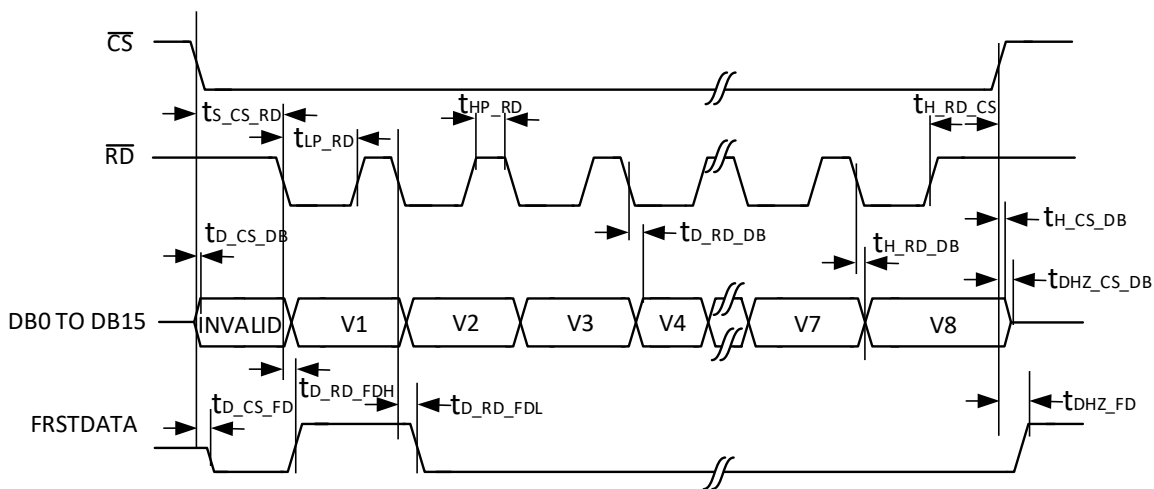 CS
tS_CS_RD
tHP_RD
tH_RD_CS
tLP_RD
RD
tD_CS_DB
tD_RD_DB
tH_RD_DB
tH_CS_DB
tDHZ_CS_DB
DB0 TO DB15
INVALID
V1
V2
V3
V4
V7
V8
tD_RD_FDH
tD_CS_FD
tD_RD_FDL
tDHZ_FD
FRSTDATA